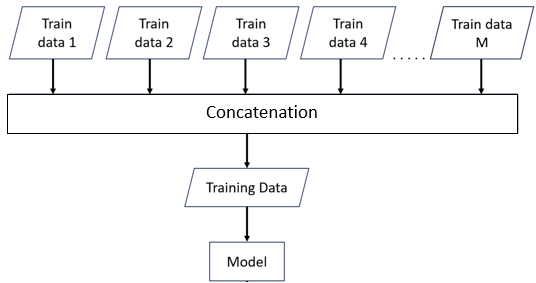 Train
data 1
Train
data 2
Train
data 3
Train
data 4
.....
Train data
M
Concatenation
Training Data
Model